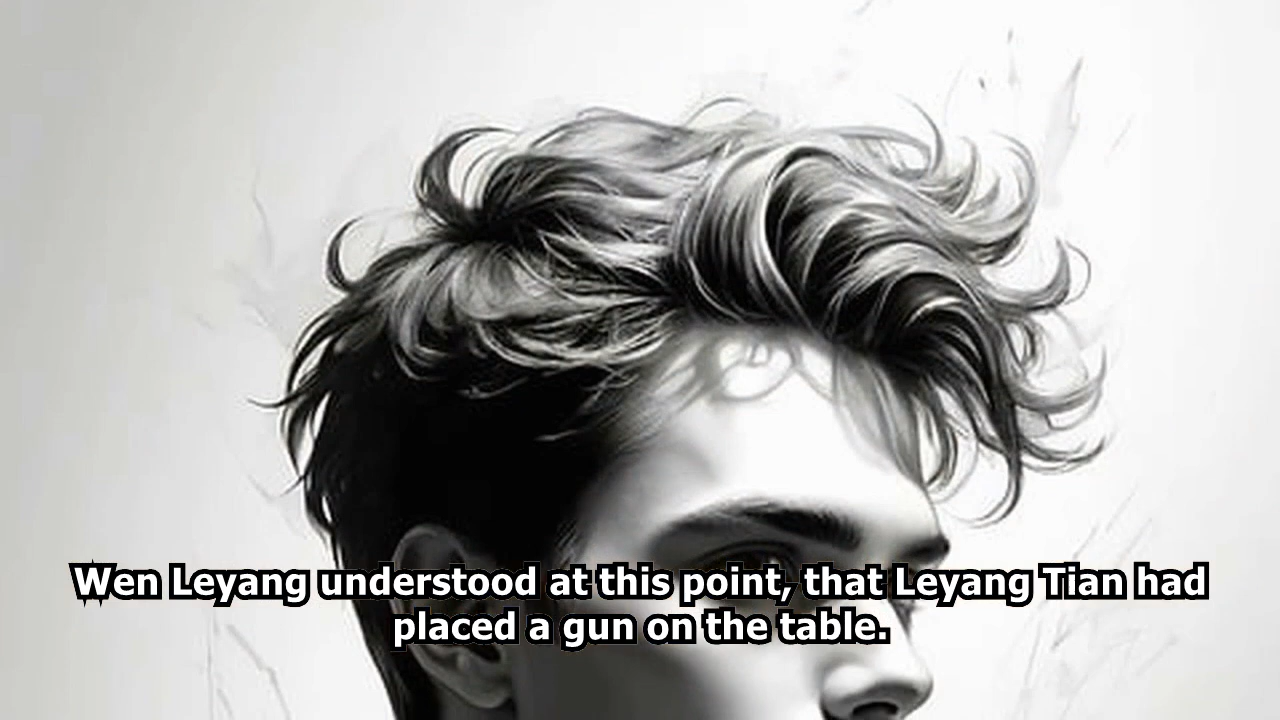 Wen Leyang understood at this point, that Leyang Tian had
placed a gun on the table.